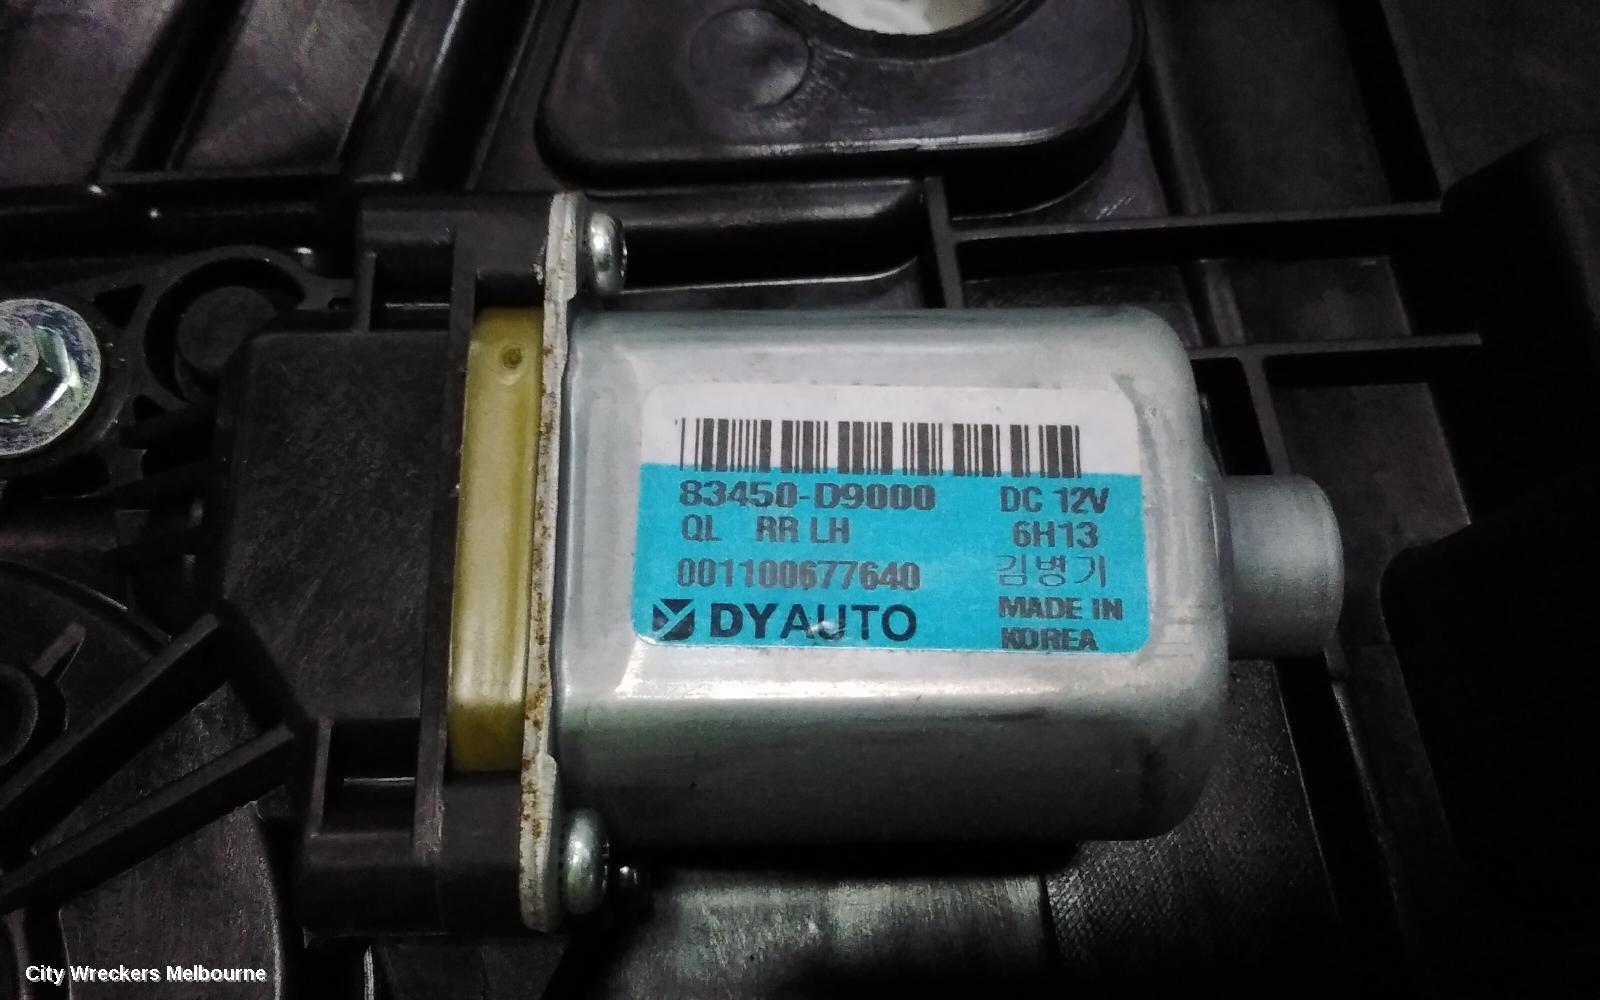 83450-D9000 DC 12V
QL RR LH 6H13
001100677640 김병기
DYAUTO MADE IN
KOREA
City Wreckers Melbourne